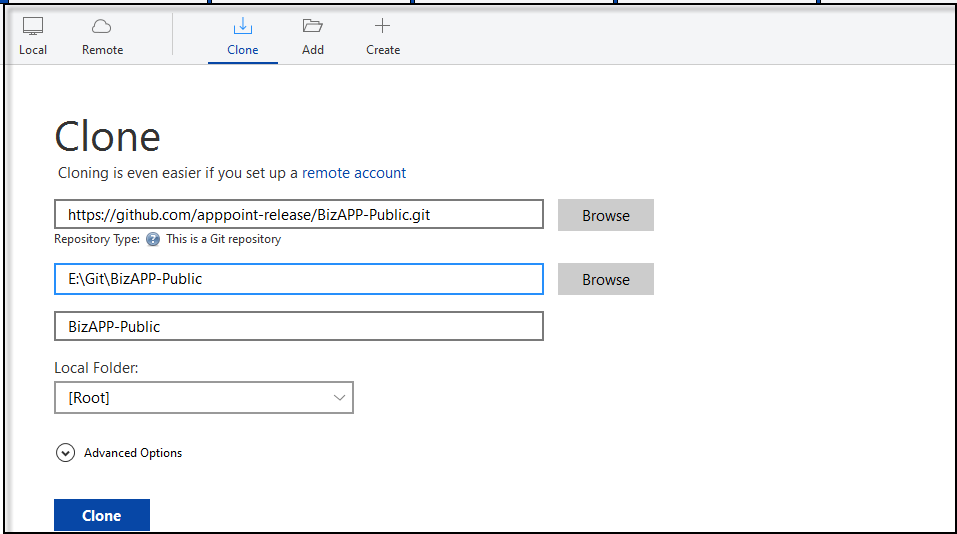 Local Remote Clone Add Create
Clone
Cloning is even easier if you set up a remote account
https://github.com/apppoint-release/BizAPP-Public.git Browse
Repository Type: ? This is a Git repository
E:\Git\BizAPP-Public Browse
BizAPP-Public
Local Folder:
[Root]
Advanced Options
Clone